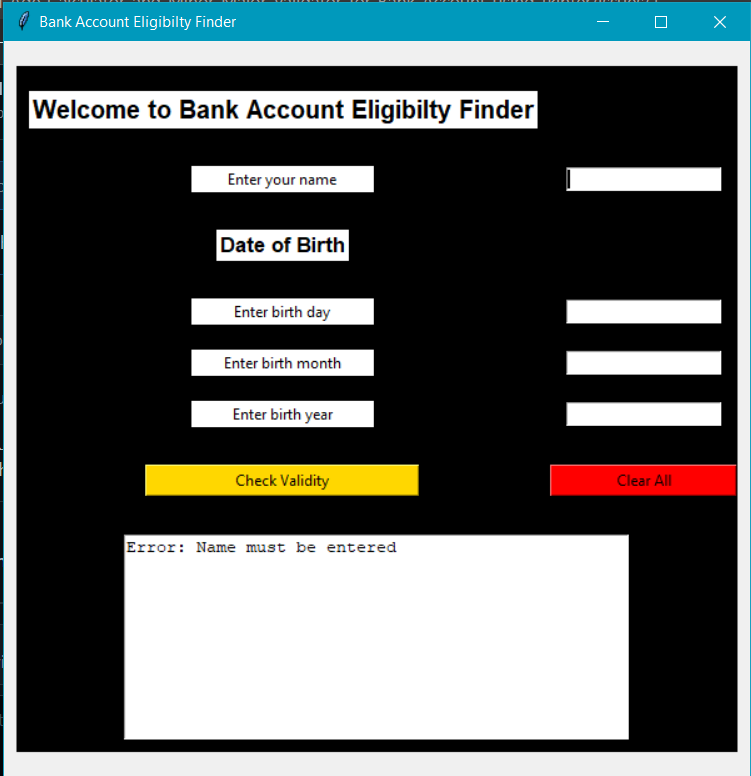 Bank Account Eligibilty Finder
Welcome to Bank Account Eligibilty Finder
Enter your name
Date of Birth
Enter birth day
Enter birth month
Enter birth year
Check Validity
Clear All
Error: Name must be entered